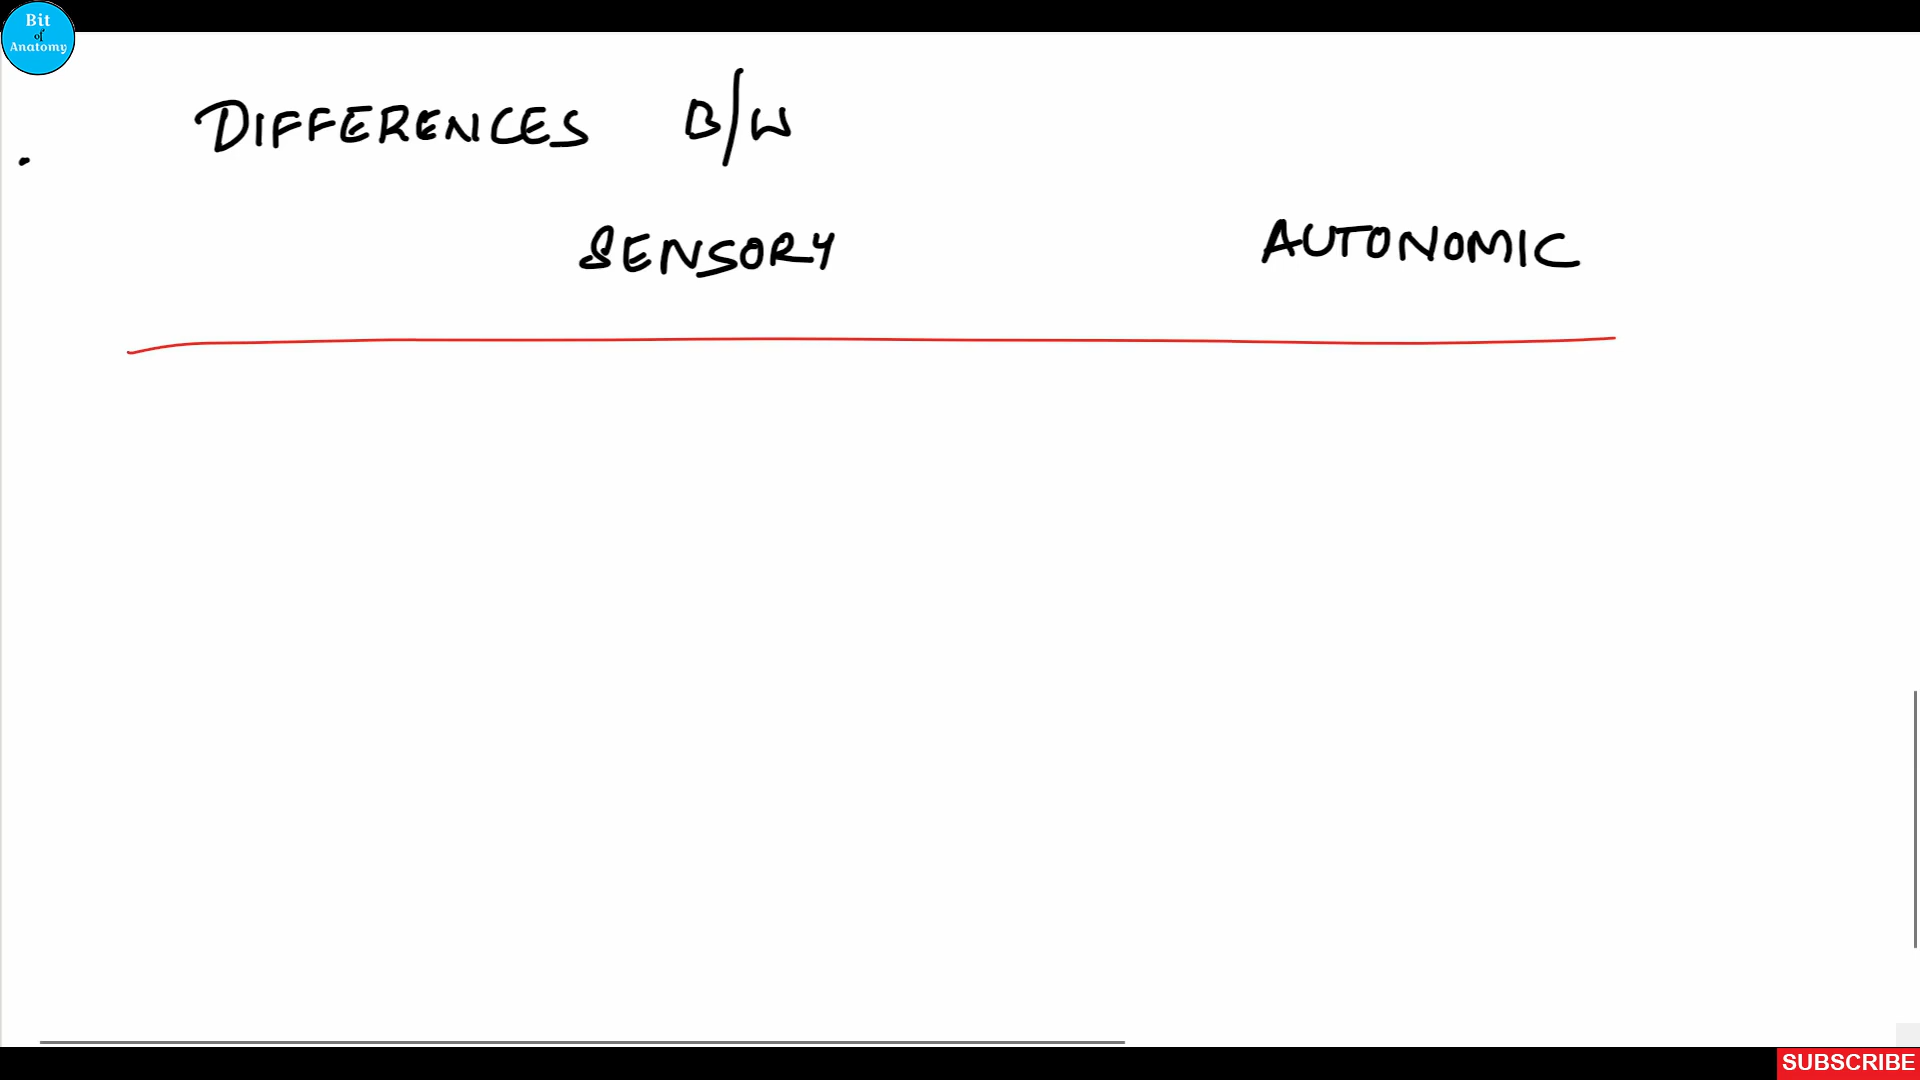 Bit
of
Anatomy
DIFFERENCES B/W
SENSORY AUTONOMIC
SUBSCRIBE